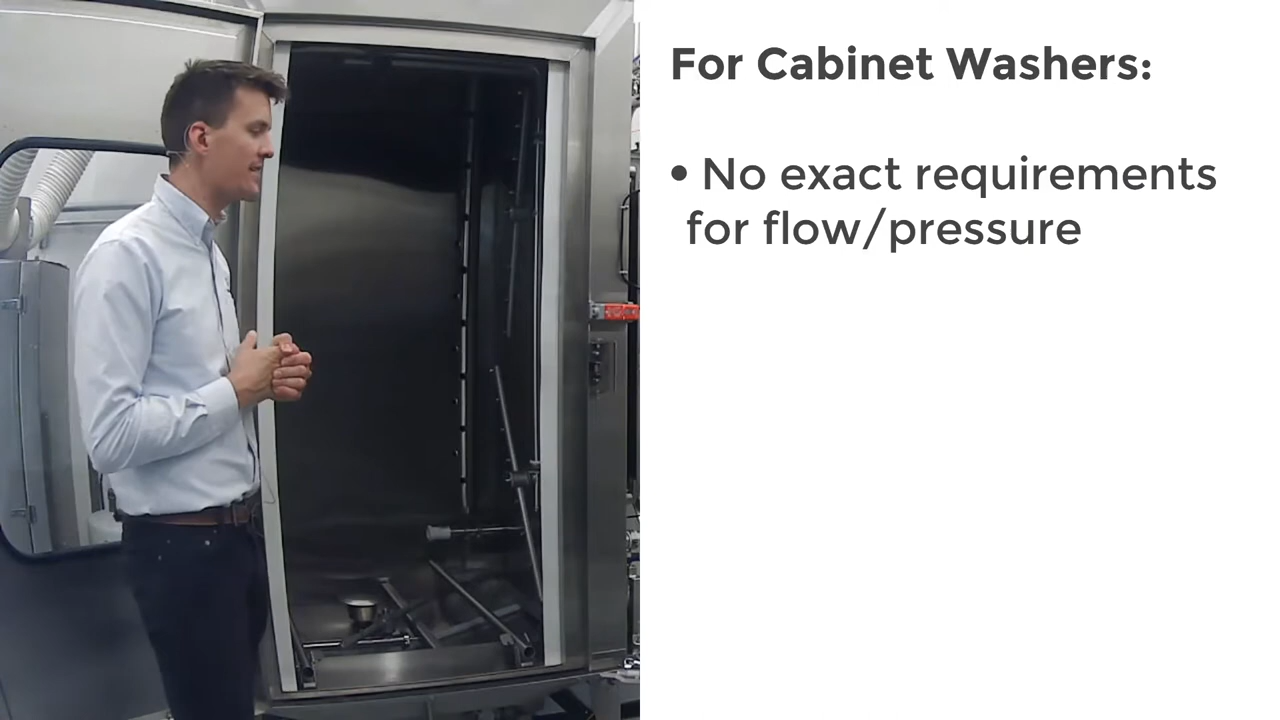 For Cabinet Washers:
• No exact requirements
for flow/pressure